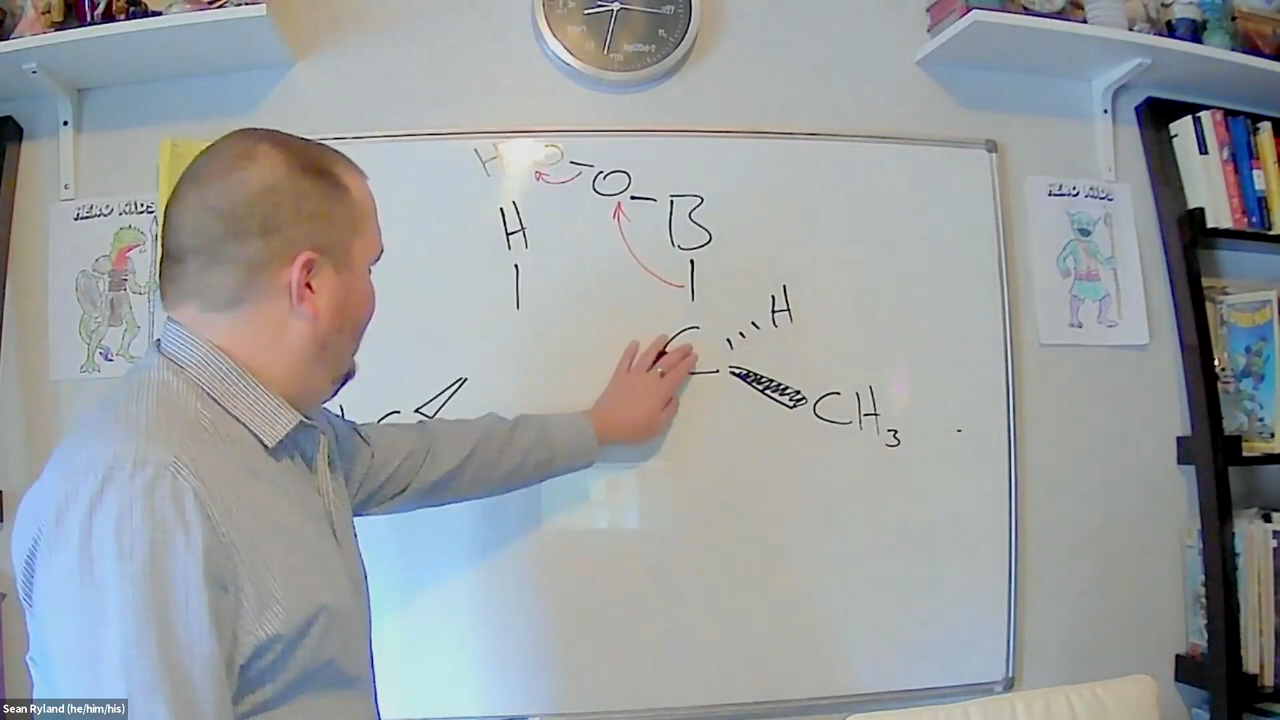 HERO KIDS
HERO KIDS
H O - O - B
H
C H
CH3
Sean Ryland (he/him/his)